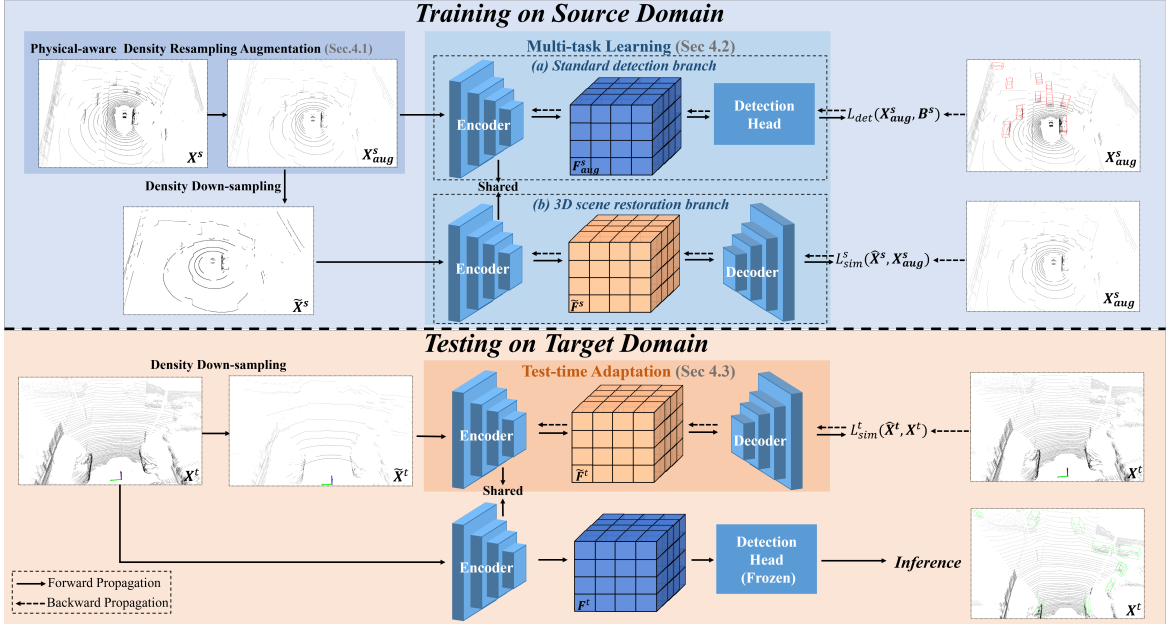 Training on Source Domain
Physical-aware Density Resampling Augmentation (Sec.4.1)
X^s
X^s_aug
Density Down-sampling
X̃^s
Multi-task Learning (Sec 4.2)
(a) Standard detection branch
Encoder
F^s_aug
Detection
Head
L_det(X^s_aug, B^s)
X^s_aug
Shared
(b) 3D scene restoration branch
Encoder
F̃^s
Decoder
L^s_sim(X̂^s, X^s_aug)
X^s_aug
Testing on Target Domain
Density Down-sampling
X^t
X̃^t
Test-time Adaptation (Sec 4.3)
Encoder
F̃^t
Decoder
L^t_sim(X̂^t, X^t)
X^t
Shared
Encoder
F^t
Detection
Head
(Frozen)
Inference
X^t
Forward Propagation
Backward Propagation